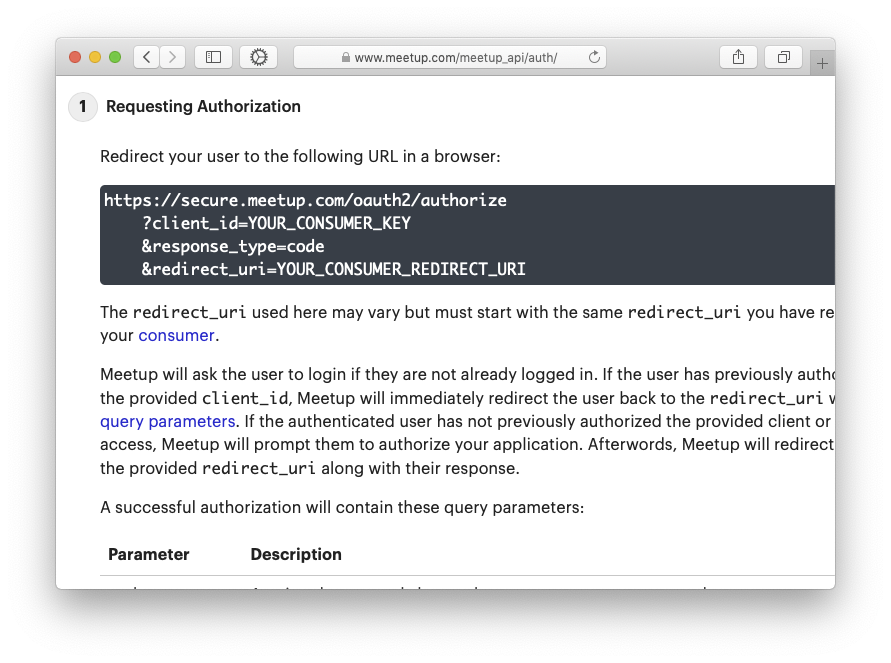 www.meetup.com/meetup_api/auth/
1 Requesting Authorization
Redirect your user to the following URL in a browser:
https://secure.meetup.com/oauth2/authorize
?client_id=YOUR_CONSUMER_KEY
&response_type=code
&redirect_uri=YOUR_CONSUMER_REDIRECT_URI
The redirect_uri used here may vary but must start with the same redirect_uri you have re
your consumer.
Meetup will ask the user to login if they are not already logged in. If the user has previously autho
the provided client_id, Meetup will immediately redirect the user back to the redirect_uri w
query parameters. If the authenticated user has not previously authorized the provided client or
access, Meetup will prompt them to authorize your application. Afterwords, Meetup will redirect
the provided redirect_uri along with their response.
A successful authorization will contain these query parameters:
Parameter Description